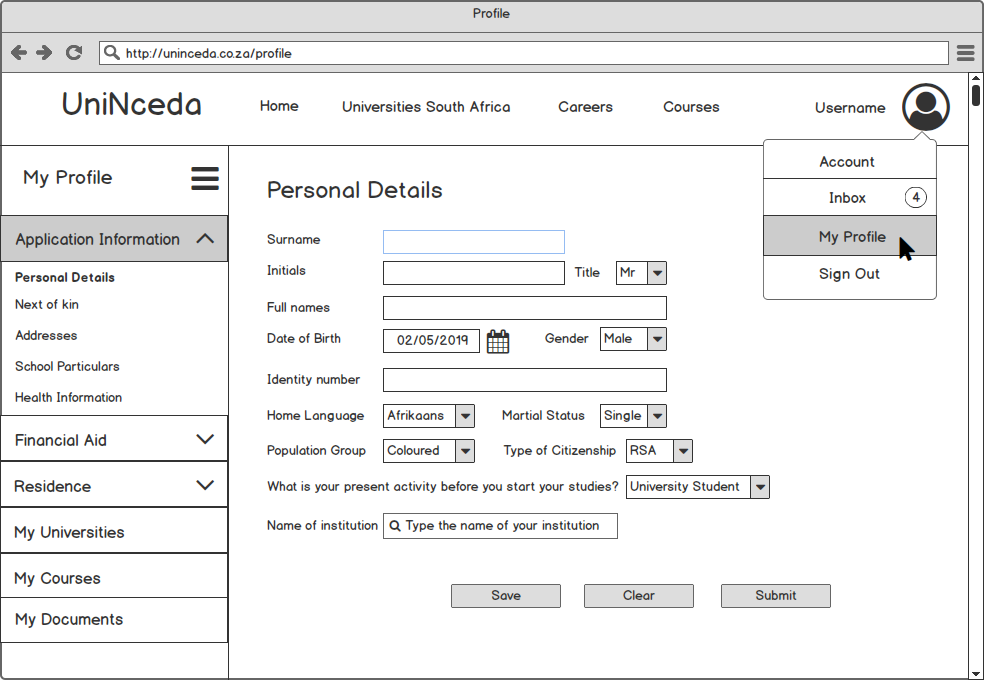 Profile
http://uninceda.co.za/profile
UniNceda Home Universities South Africa Careers Courses Username
Account
Inbox 4
My Profile
Sign Out
My Profile
Application Information
Personal Details
Next of kin
Addresses
School Particulars
Health Information
Financial Aid
Residence
My Universities
My Courses
My Documents
Personal Details
Surname
Initials Title Mr
Full names
Date of Birth 02/05/2019 Gender Male
Identity number
Home Language Afrikaans Martial Status Single
Population Group Coloured Type of Citizenship RSA
What is your present activity before you start your studies? University Student
Name of institution Type the name of your institution
Save Clear Submit